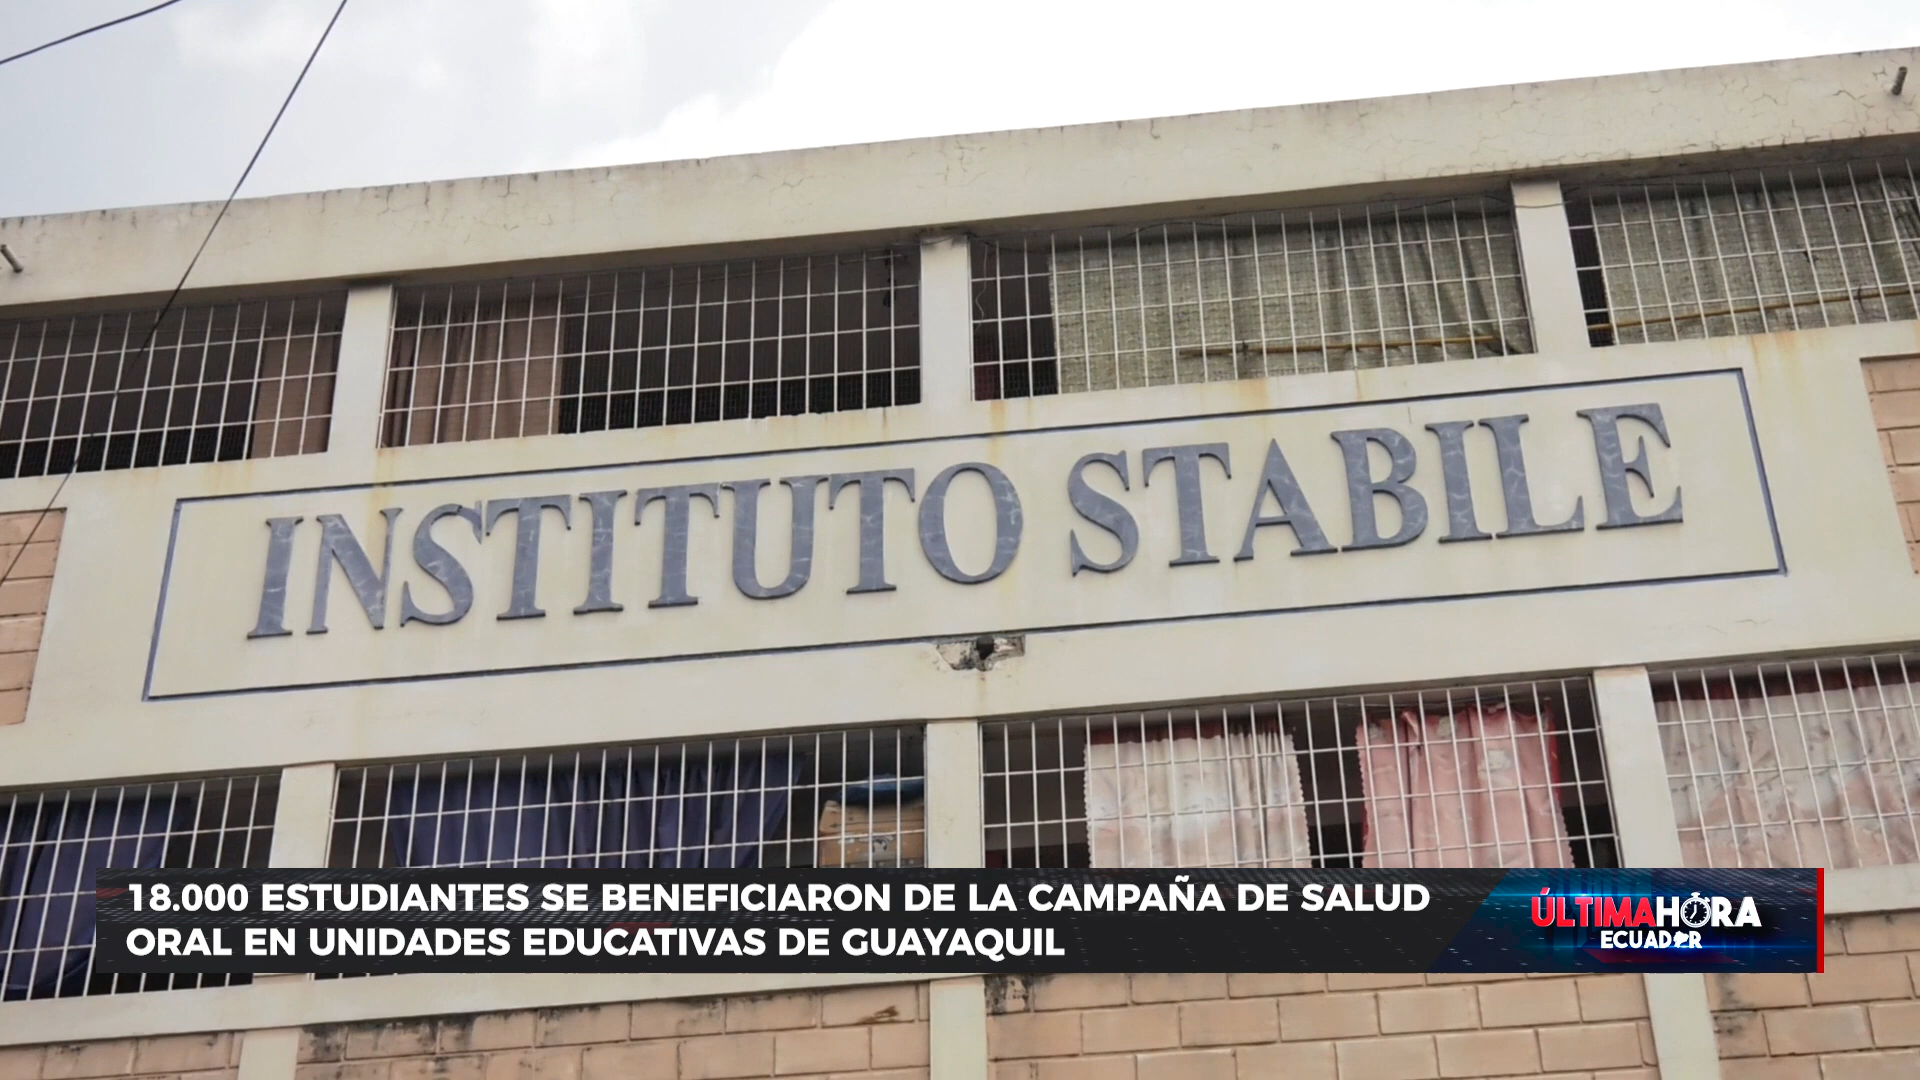 INSTITUTO STABILE
18.000 ESTUDIANTES SE BENEFICIARON DE LA CAMPAÑA DE SALUD
ORAL EN UNIDADES EDUCATIVAS DE GUAYAQUIL
ÚLTIMAHORA
ECUADOR